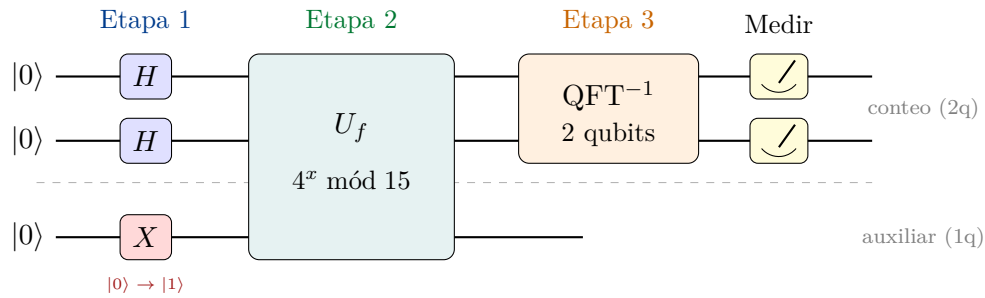 Etapa 1
Etapa 2
Etapa 3
Medir
|0⟩
H
|0⟩
H
U_f
4^x mód 15
QFT^{-1}
2 qubits
conteo (2q)
|0⟩
X
auxiliar (1q)
|0⟩ → |1⟩